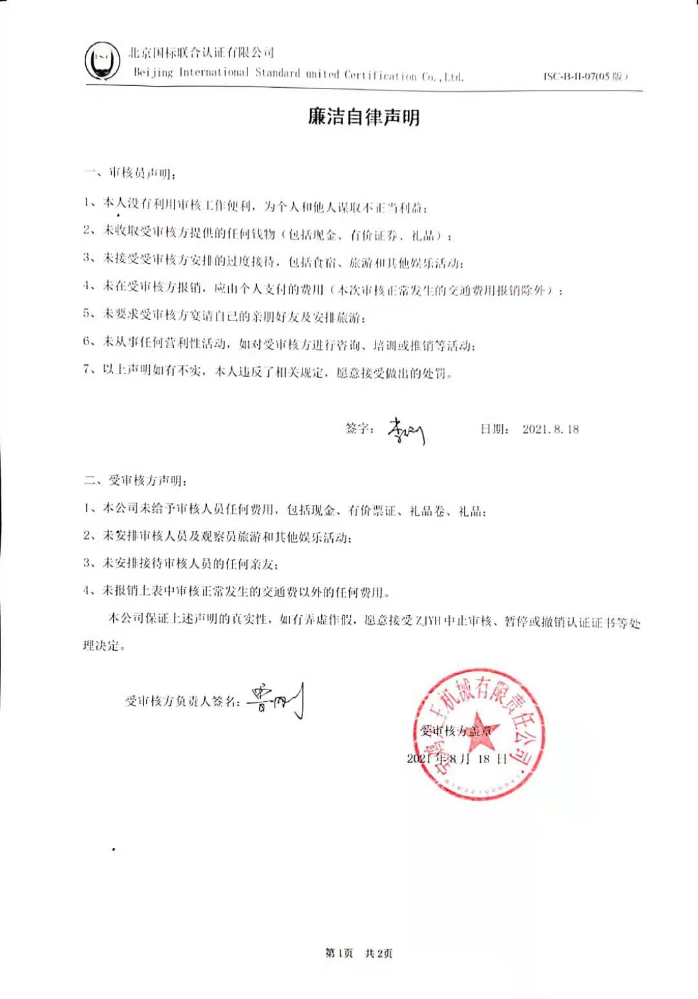 北京国标联合认证有限公司
Beijing International Standard united Certification Co.,Ltd.
ISC-B-II-07(05版)
廉洁自律声明
一、审核员声明:
1、本人没有利用审核工作便利，为个人和他人谋取不正当利益;
2、未收取受审核方提供的任何钱物（包括现金、有价证券、礼品）;
3、未接受受审核方安排的过度接待，包括食宿、旅游和其他娱乐活动;
4、未在受审核方报销，应由个人支付的费用（本次审核正常发生的交通费用报销除外）;
5、未要求受审核方宴请自己的亲朋好友及安排旅游;
6、未从事任何营利性活动，如对受审核方进行咨询、培训或推销等活动;
7、以上声明如有不实，本人违反了相关规定，愿意接受做出的处罚。
签字: 日期: 2021.8.18
二、受审核方声明:
1、本公司未给予审核人员任何费用，包括现金、有价票证、礼品卷、礼品;
2、未安排审核人员及观察员旅游和其他娱乐活动;
3、未安排接待审核人员的任何亲友;
4、未报销上表中审核正常发生的交通费以外的任何费用。
本公司保证上述声明的真实性，如有弄虚作假，愿意接受 ZJYH 中止审核、暂停或撤销认证证书等处
理决定。
受审核方负责人签名:
机械有限责任公司
受审核方盖章
2021 年 8 月 18 日
第1页 共2页